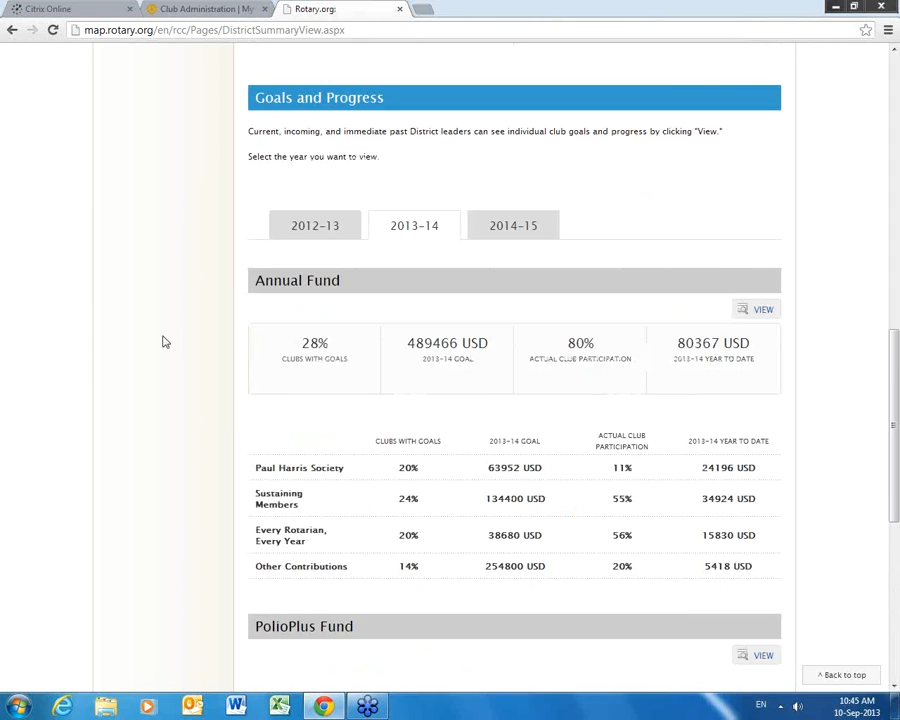 Citrix Online
Club Administration | My
Rotary.org:
map.rotary.org/en/rcc/Pages/DistrictSummaryView.aspx
Goals and Progress
Current, incoming, and immediate past District leaders can see individual club goals and progress by clicking "View."
Select the year you want to view.
2012-13 2013-14 2014-15
Annual Fund
VIEW
28% 489466 USD 80% 80367 USD
CLUBS WITH GOALS 2013-14 GOAL ACTUAL CLUB PARTICIPATION 2013-14 YEAR TO DATE
CLUBS WITH GOALS 2013-14 GOAL ACTUAL CLUB PARTICIPATION 2013-14 YEAR TO DATE
Paul Harris Society 20% 63952 USD 11% 24196 USD
Sustaining Members 24% 134400 USD 55% 34924 USD
Every Rotarian, Every Year 20% 38680 USD 56% 15830 USD
Other Contributions 14% 254800 USD 20% 5418 USD
PolioPlus Fund
VIEW
^ Back to top
EN 10:45 AM
10-Sep-2013